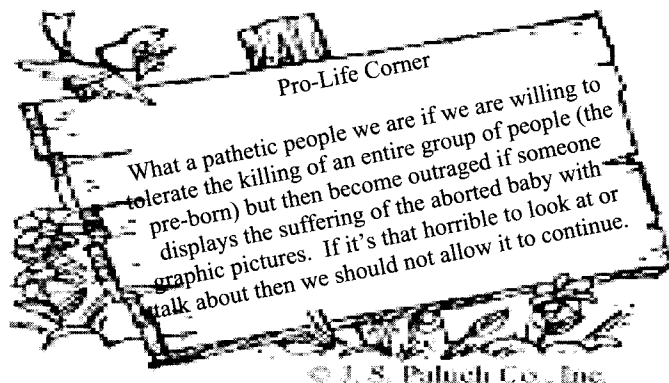 Pro-Life Corner
What a pathetic people we are if we are willing to
tolerate the killing of an entire group of people (the
pre-born) but then become outraged if someone
displays the suffering of the aborted baby with
graphic pictures.  If it's that horrible to look at or
talk about then we should not allow it to continue.
© J. S. Paluch Co., Inc.